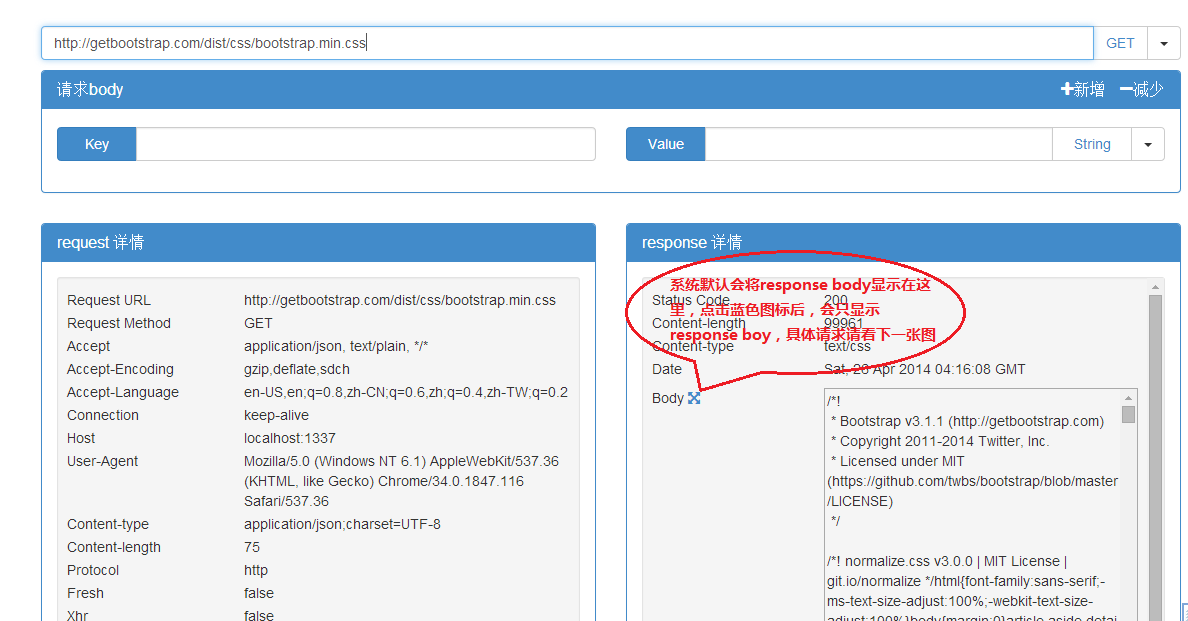 http://getbootstrap.com/dist/css/bootstrap.min.css GET
请求body 新增 减少
Key Value String
request 详情
Request URL http://getbootstrap.com/dist/css/bootstrap.min.css
Request Method GET
Accept application/json, text/plain, */*
Accept-Encoding gzip,deflate,sdch
Accept-Language en-US,en;q=0.8,zh-CN;q=0.6,zh;q=0.4,zh-TW;q=0.2
Connection keep-alive
Host localhost:1337
User-Agent Mozilla/5.0 (Windows NT 6.1) AppleWebKit/537.36
(KHTML, like Gecko) Chrome/34.0.1847.116
Safari/537.36
Content-type application/json;charset=UTF-8
Content-length 75
Protocol http
Fresh false
Xhr false
response 详情
系统默认会将response body显示在这
里，点击蓝色图标后，会只显示
response boy，具体请求请看下一张图
Status Code 200
Content-length 99961
Content-type text/css
Date Sat, 26 Apr 2014 04:16:08 GMT
Body
/*!
* Bootstrap v3.1.1 (http://getbootstrap.com)
* Copyright 2011-2014 Twitter, Inc.
* Licensed under MIT
(https://github.com/twbs/bootstrap/blob/master
/LICENSE)
*/
/*! normalize.css v3.0.0 | MIT License |
git.io/normalize */html{font-family:sans-serif;-
ms-text-size-adjust:100%;-webkit-text-size-
adjust:100%}body{margin:0}article,aside,detai